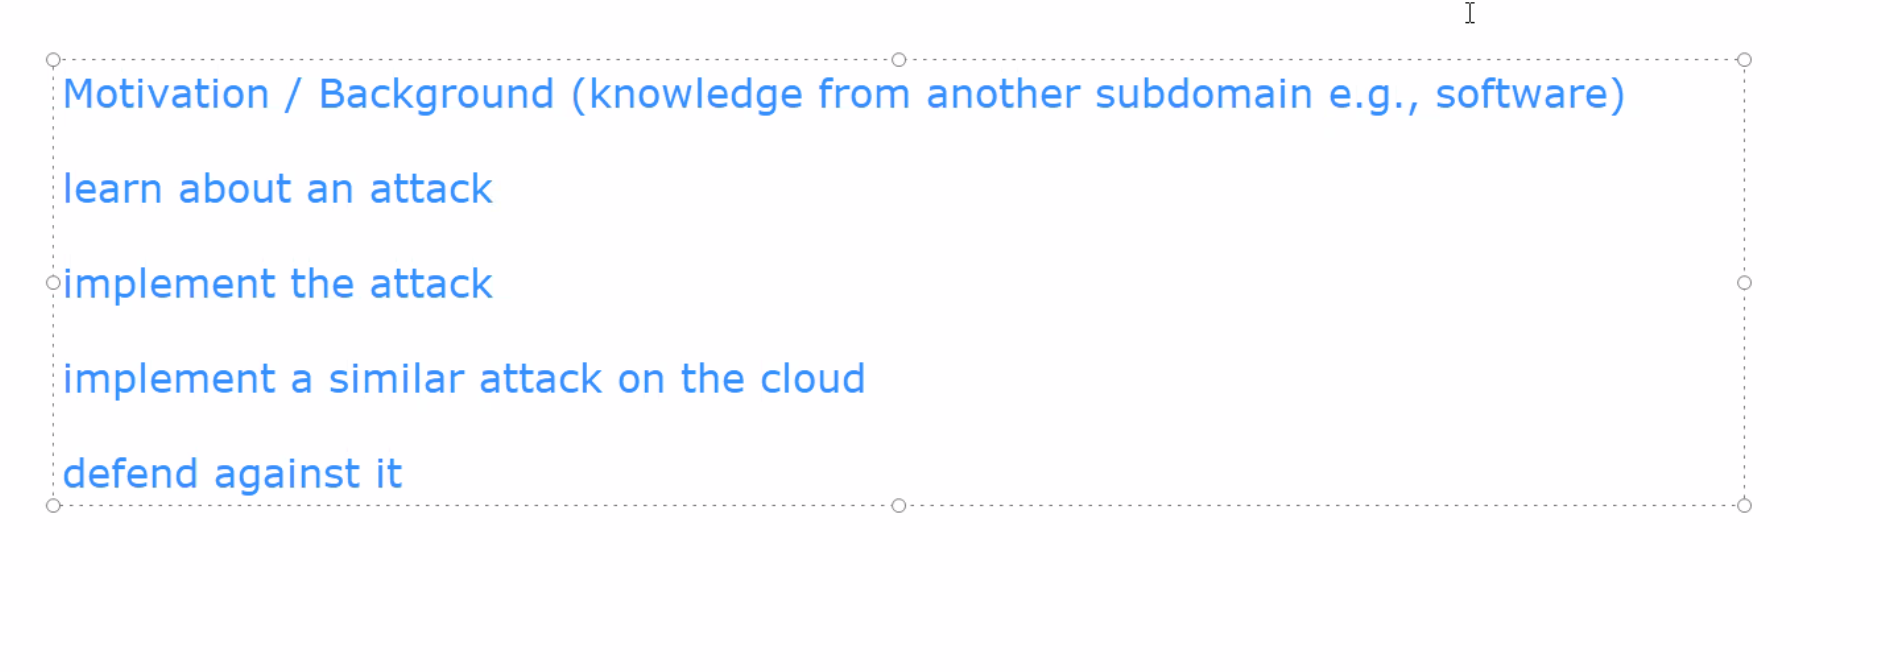 Motivation / Background (knowledge from another subdomain e.g., software)
learn about an attack
implement the attack
implement a similar attack on the cloud
defend against it